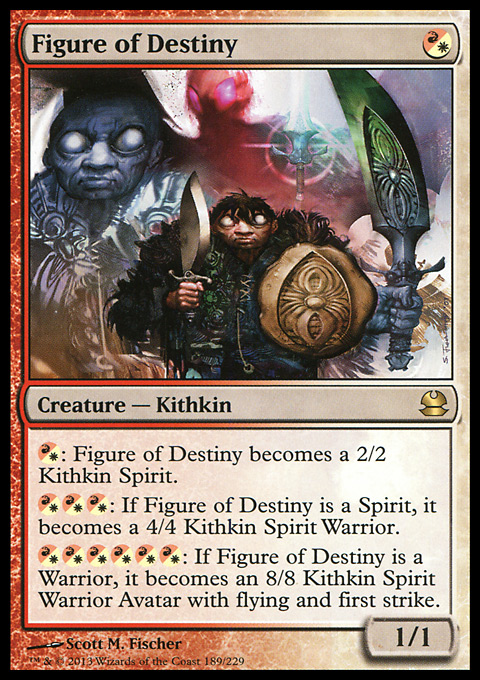 Figure of Destiny
Creature — Kithkin
: Figure of Destiny becomes a 2/2
Kithkin Spirit.
: If Figure of Destiny is a Spirit, it
becomes a 4/4 Kithkin Spirit Warrior.
: If Figure of Destiny is a
Warrior, it becomes an 8/8 Kithkin Spirit
Warrior Avatar with flying and first strike.
1/1
Scott M. Fischer
™ & © 2013 Wizards of the Coast 189/229